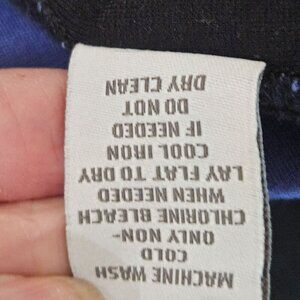 MACHINE WASH
COLD
ONLY NON-
CHLORINE BLEACH
WHEN NEEDED
LAY FLAT TO DRY
COOL IRON
IF NEEDED
DO NOT
DRY CLEAN